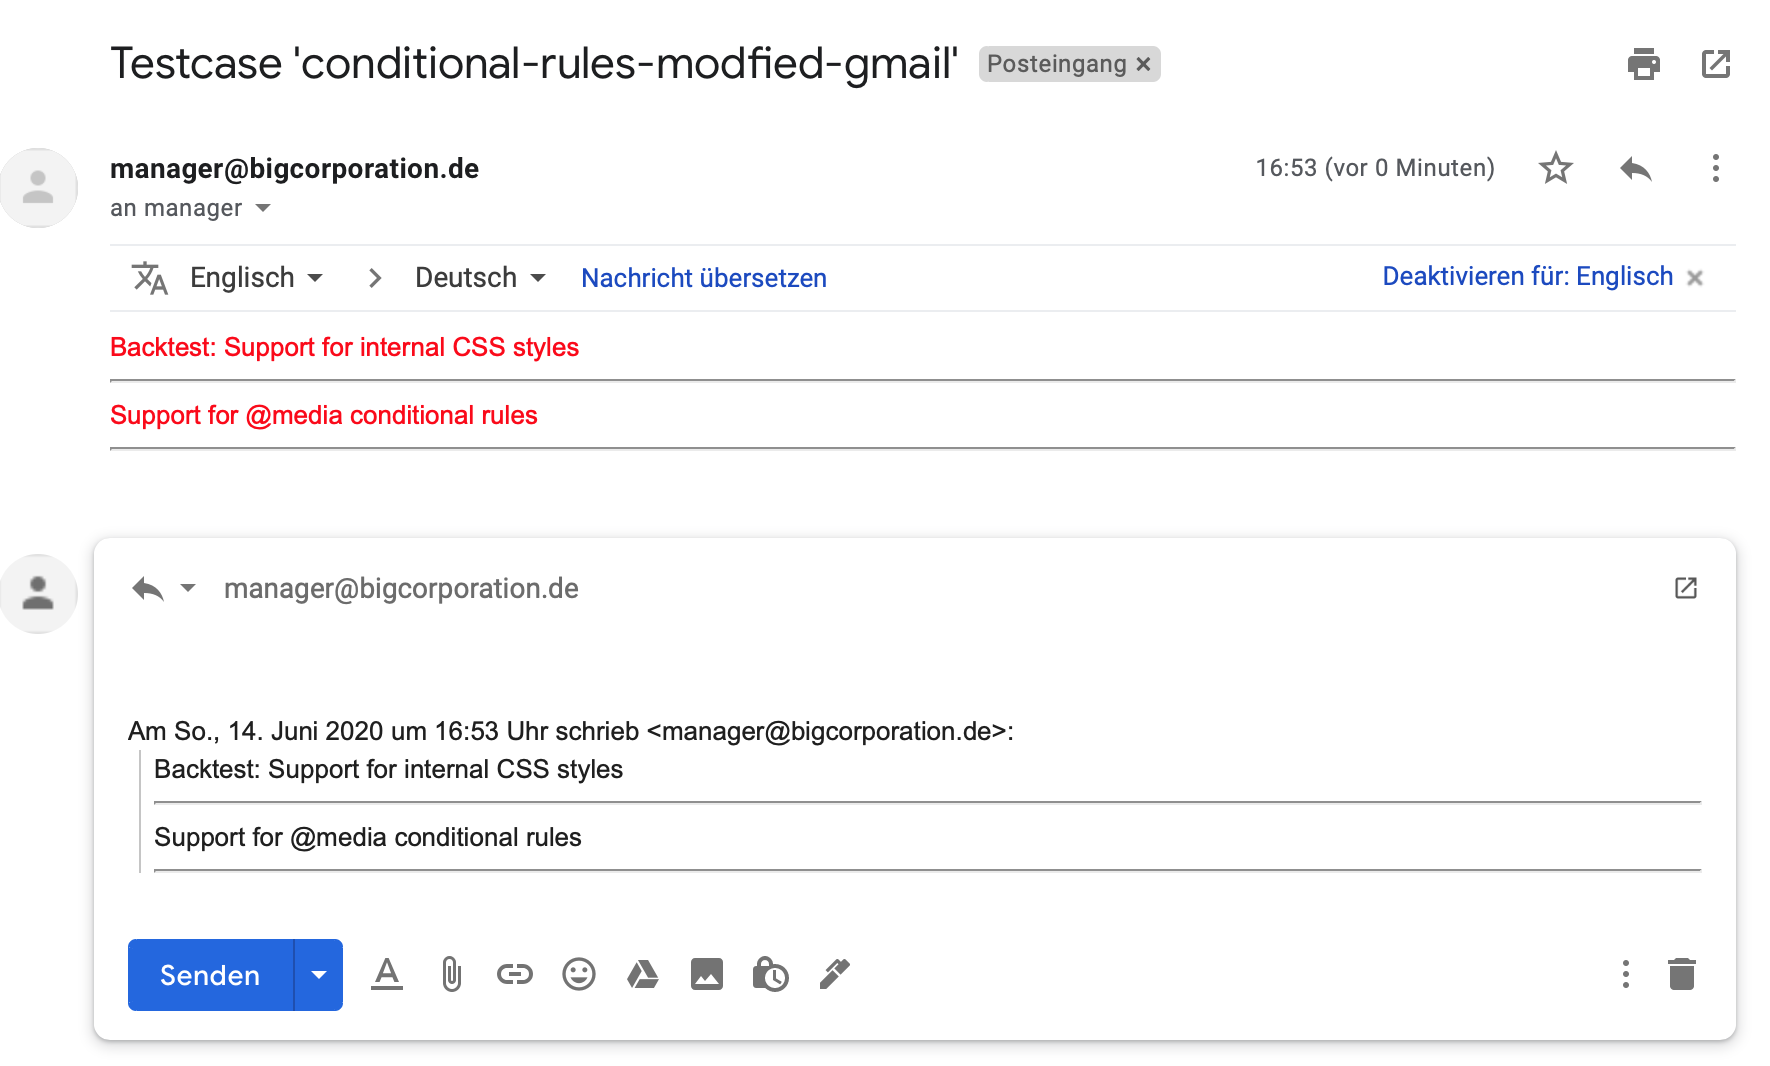 Testcase 'conditional-rules-modfied-gmail' Posteingang ×
manager@bigcorporation.de 16:53 (vor 0 Minuten)
an manager
Englisch > Deutsch Nachricht übersetzen Deaktivieren für: Englisch ×
Backtest: Support for internal CSS styles
Support for @media conditional rules
manager@bigcorporation.de
Am So., 14. Juni 2020 um 16:53 Uhr schrieb <manager@bigcorporation.de>:
Backtest: Support for internal CSS styles
Support for @media conditional rules
Senden